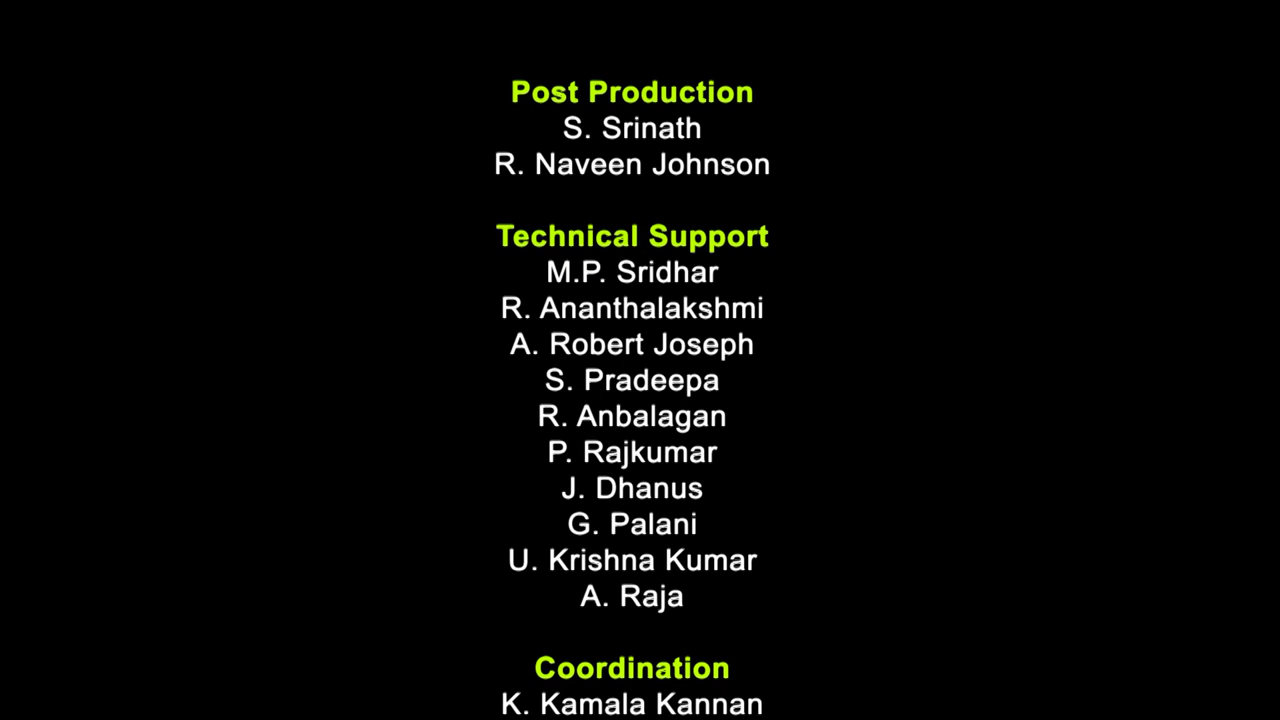 Post Production
S. Srinath
R. Naveen Johnson
Technical Support
M.P. Sridhar
R. Ananthalakshmi
A. Robert Joseph
S. Pradeepa
R. Anbalagan
P. Rajkumar
J. Dhanus
G. Palani
U. Krishna Kumar
A. Raja
Coordination
K. Kamala Kannan